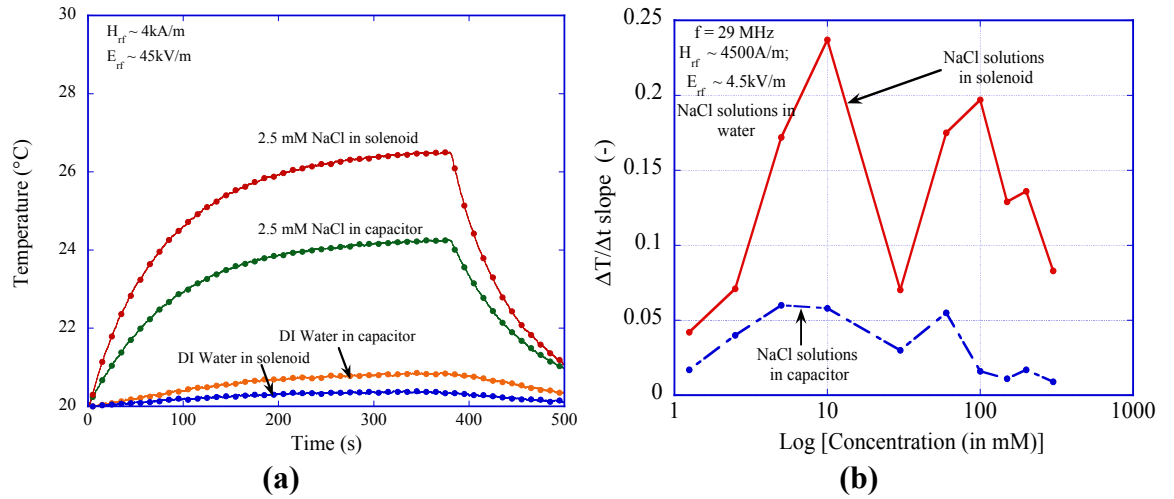 H_rf ~ 4kA/m
E_rf ~ 45kV/m
2.5 mM NaCl in solenoid
2.5 mM NaCl in capacitor
DI Water in capacitor
DI Water in solenoid
Temperature (°C)
30
28
26
24
22
20
0
100
200
300
400
500
Time (s)
(a)
f = 29 MHz
H_rf ~ 4500A/m;
E_rf ~ 4.5kV/m
NaCl solutions in
water
NaCl solutions
in solenoid
NaCl solutions
in capacitor
ΔT/Δt slope (-)
0.25
0.2
0.15
0.1
0.05
0
1
10
100
1000
Log [Concentration (in mM)]
(b)